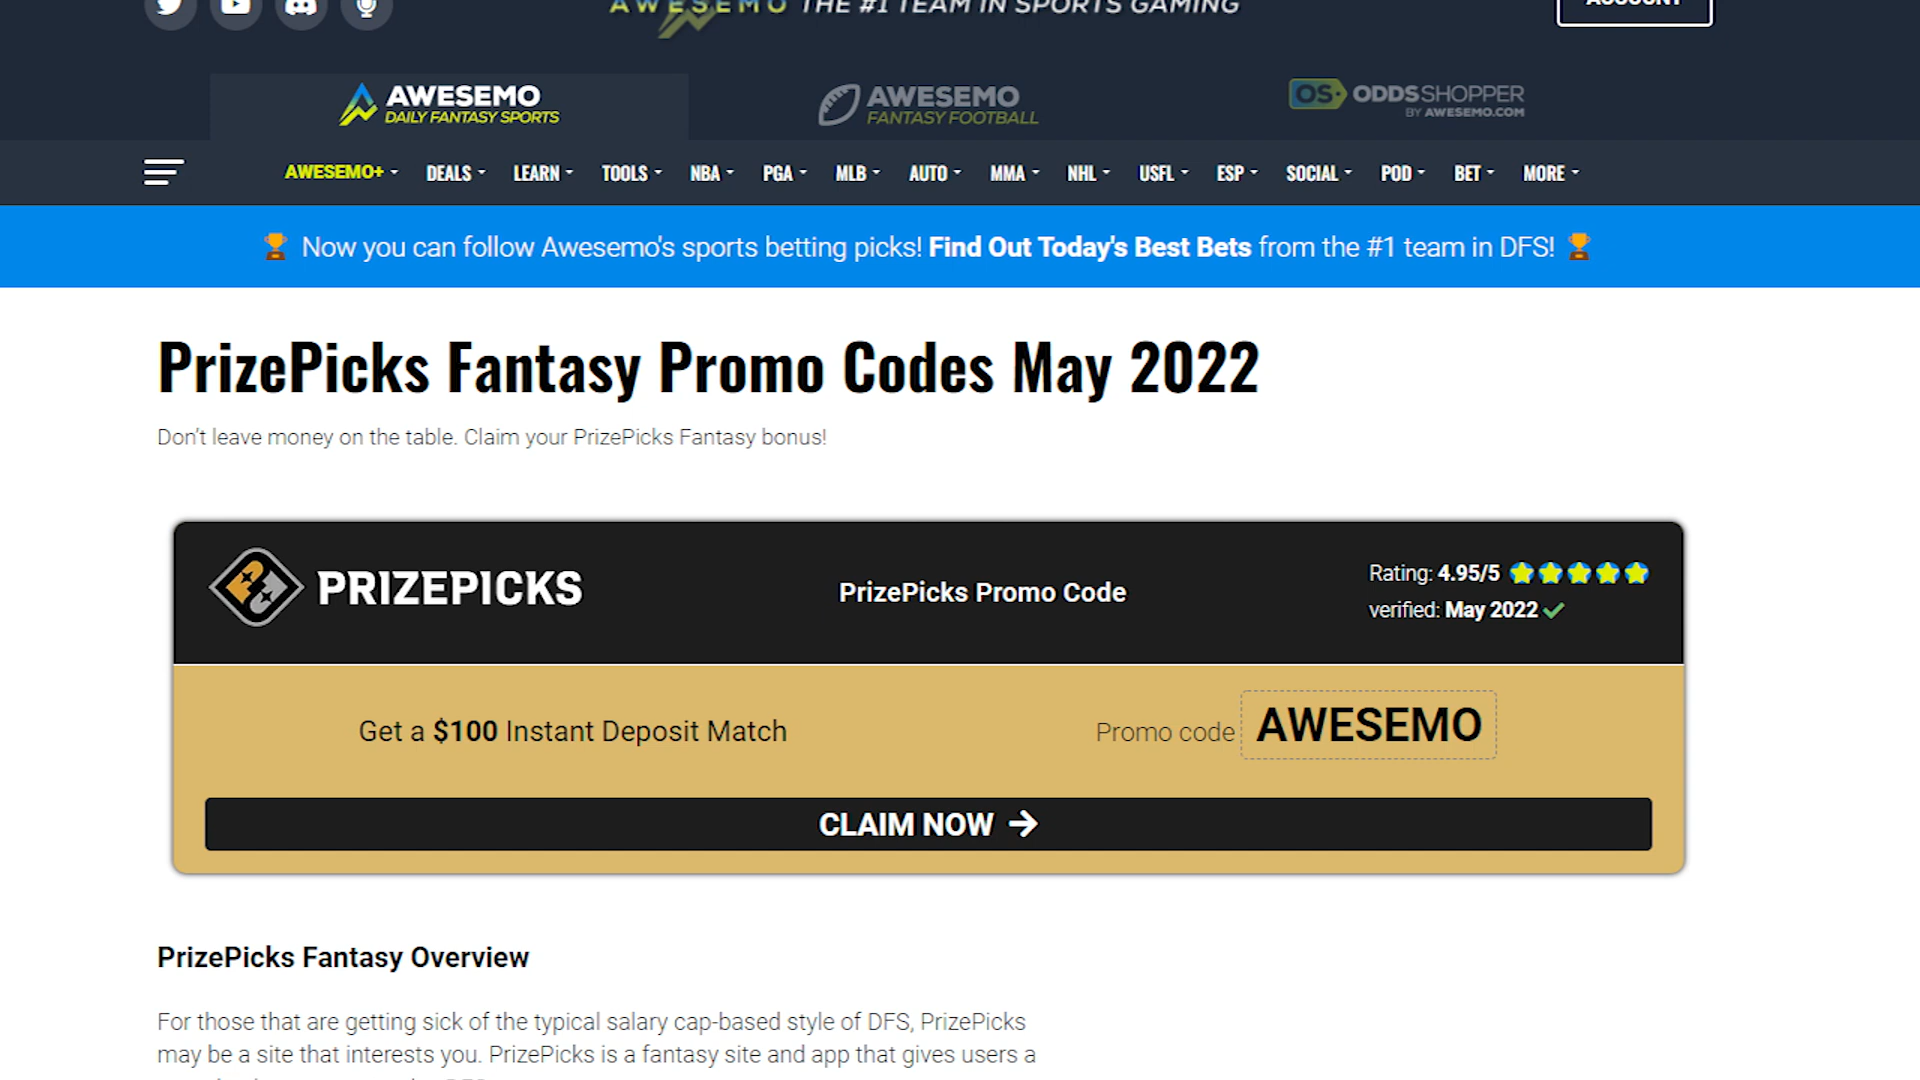 AWESEMO THE #1 TEAM IN SPORTS GAMING
ACCOUNT
AWESEMO
DAILY FANTASY SPORTS
AWESEMO
FANTASY FOOTBALL
OS ODDSSHOPPER
BY AWESEMO.COM
AWESEMO+ DEALS LEARN TOOLS NBA PGA MLB AUTO MMA NHL USFL ESP SOCIAL POD BET MORE
Now you can follow Awesemo's sports betting picks! Find Out Today's Best Bets from the #1 team in DFS!
PrizePicks Fantasy Promo Codes May 2022
Don't leave money on the table. Claim your PrizePicks Fantasy bonus!
PRIZEPICKS
PrizePicks Promo Code
Rating: 4.95/5
verified: May 2022
Get a $100 Instant Deposit Match
Promo code AWESEMO
CLAIM NOW
PrizePicks Fantasy Overview
For those that are getting sick of the typical salary cap-based style of DFS, PrizePicks
may be a site that interests you. PrizePicks is a fantasy site and app that gives users a